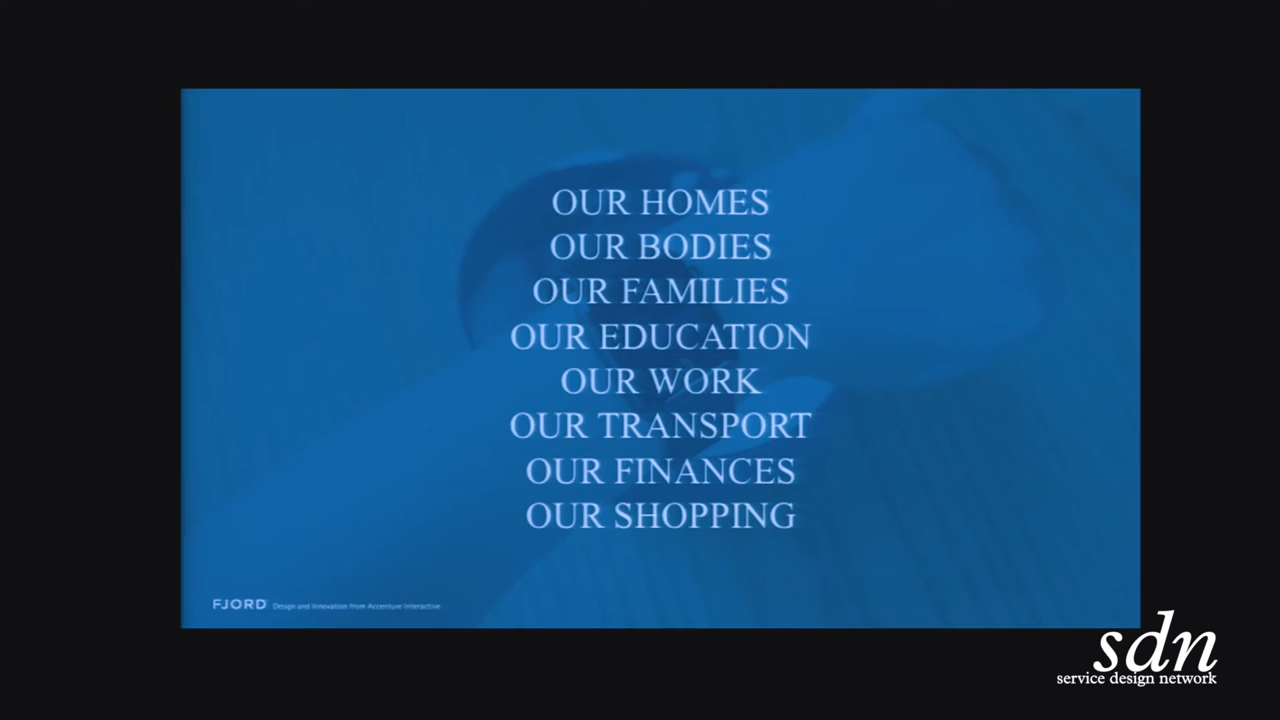 OUR HOMES
OUR BODIES
OUR FAMILIES
OUR EDUCATION
OUR WORK
OUR TRANSPORT
OUR FINANCES
OUR SHOPPING
FJORD Design and Innovation from Accenture Interactive
sdn
service design network